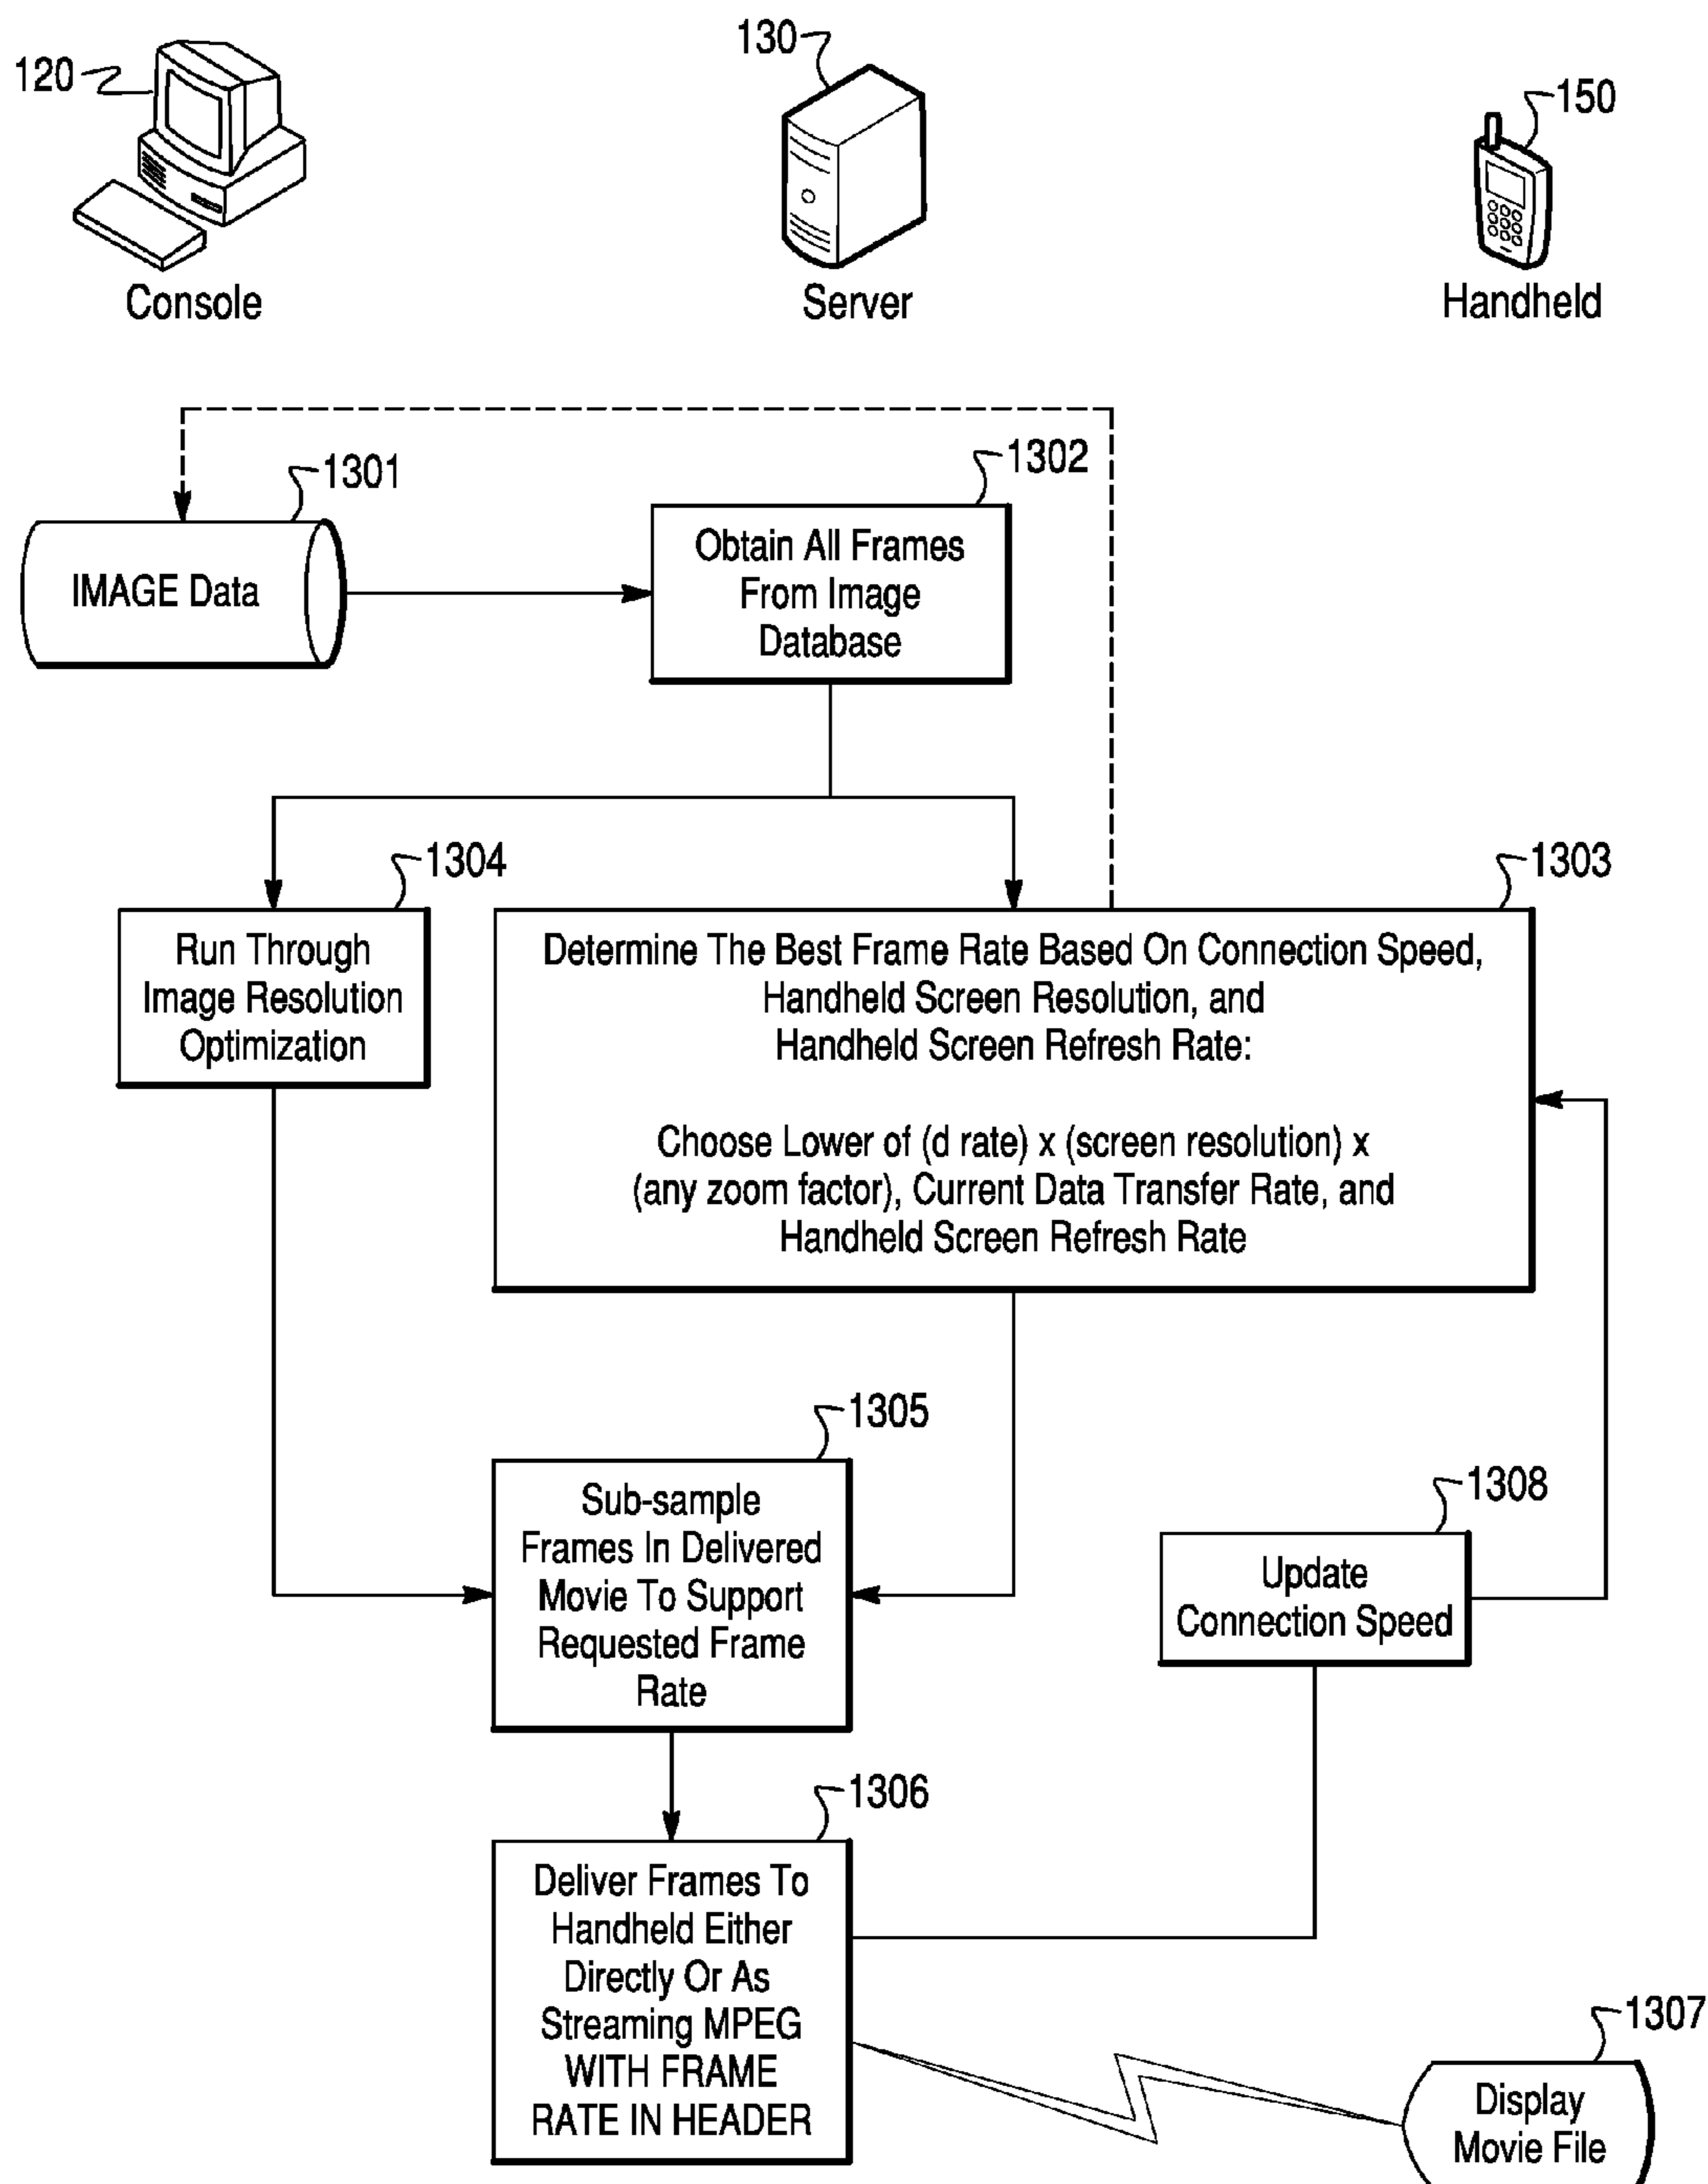 120
130
150
Console
Server
Handheld
1301
1302
IMAGE Data
Obtain All Frames
From Image
Database
1304
1303
Run Through
Image Resolution
Optimization
Determine The Best Frame Rate Based On Connection Speed,
Handheld Screen Resolution, and
Handheld Screen Refresh Rate:
Choose Lower of (d rate) x (screen resolution) x
(any zoom factor), Current Data Transfer Rate, and
Handheld Screen Refresh Rate
1305
Sub-sample
Frames In Delivered
Movie To Support
Requested Frame
Rate
1308
Update
Connection Speed
1306
Deliver Frames To
Handheld Either
Directly Or As
Streaming MPEG
WITH FRAME
RATE IN HEADER
1307
Display
Movie File